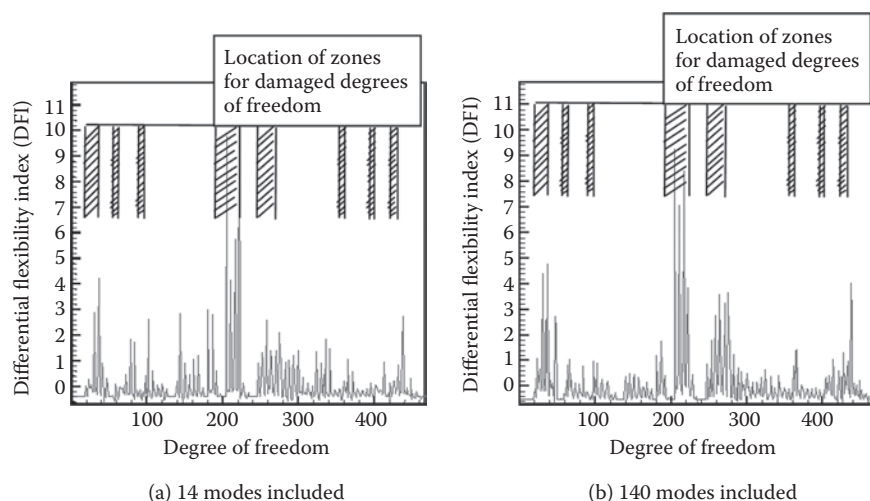 Location of zones
for damaged degrees
of freedom
Differential flexibility index (DFI)
11
10
9
8
7
6
5
4
3
2
1
0
100 200 300 400
Degree of freedom
(a) 14 modes included
Location of zones
for damaged degrees
of freedom
Differential flexibility index (DFI)
11
10
9
8
7
6
5
4
3
2
1
0
100 200 300 400
Degree of freedom
(b) 140 modes included